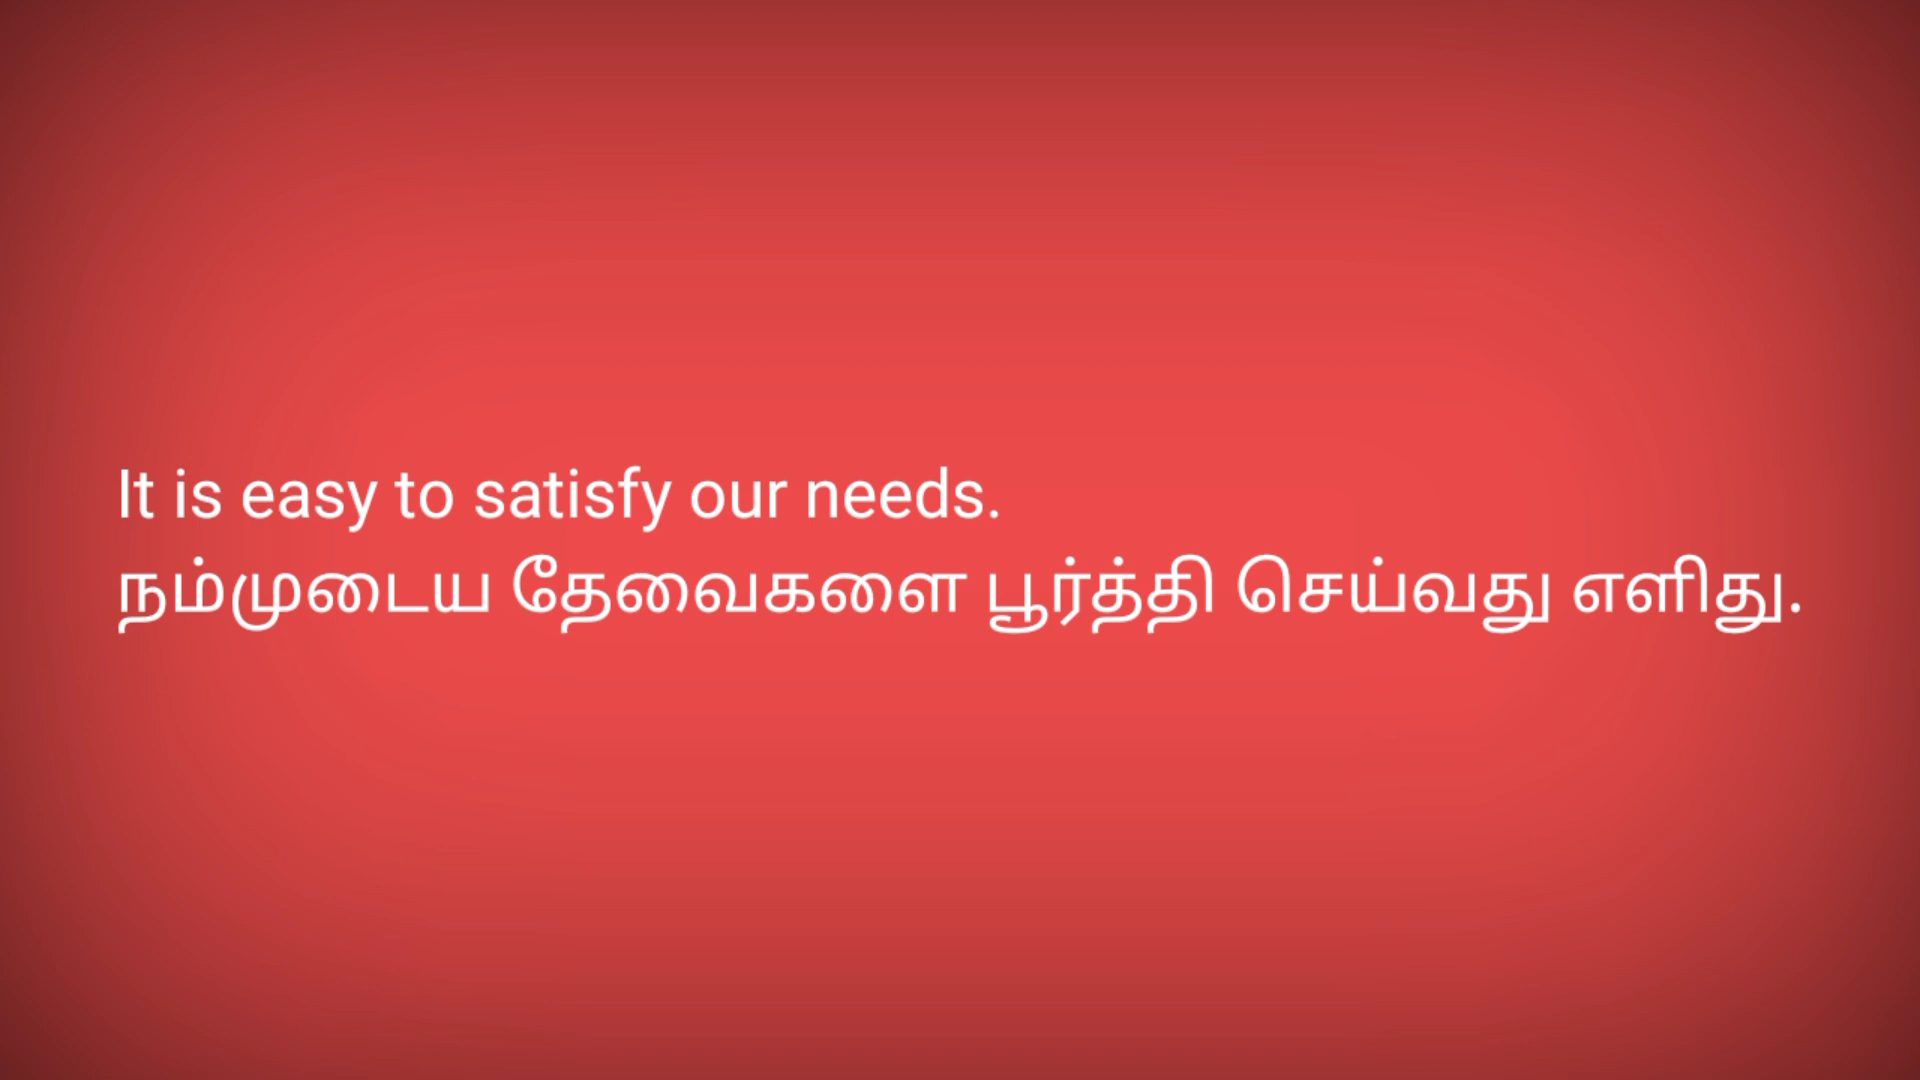 It is easy to satisfy our needs.
நம்முடைய தேவைகளை பூர்த்தி செய்வது எளிது.